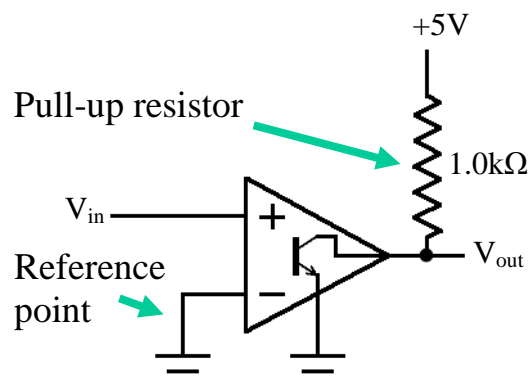 +5V
Pull-up resistor
1.0kΩ
V_in
+
V_out
Reference
point
−